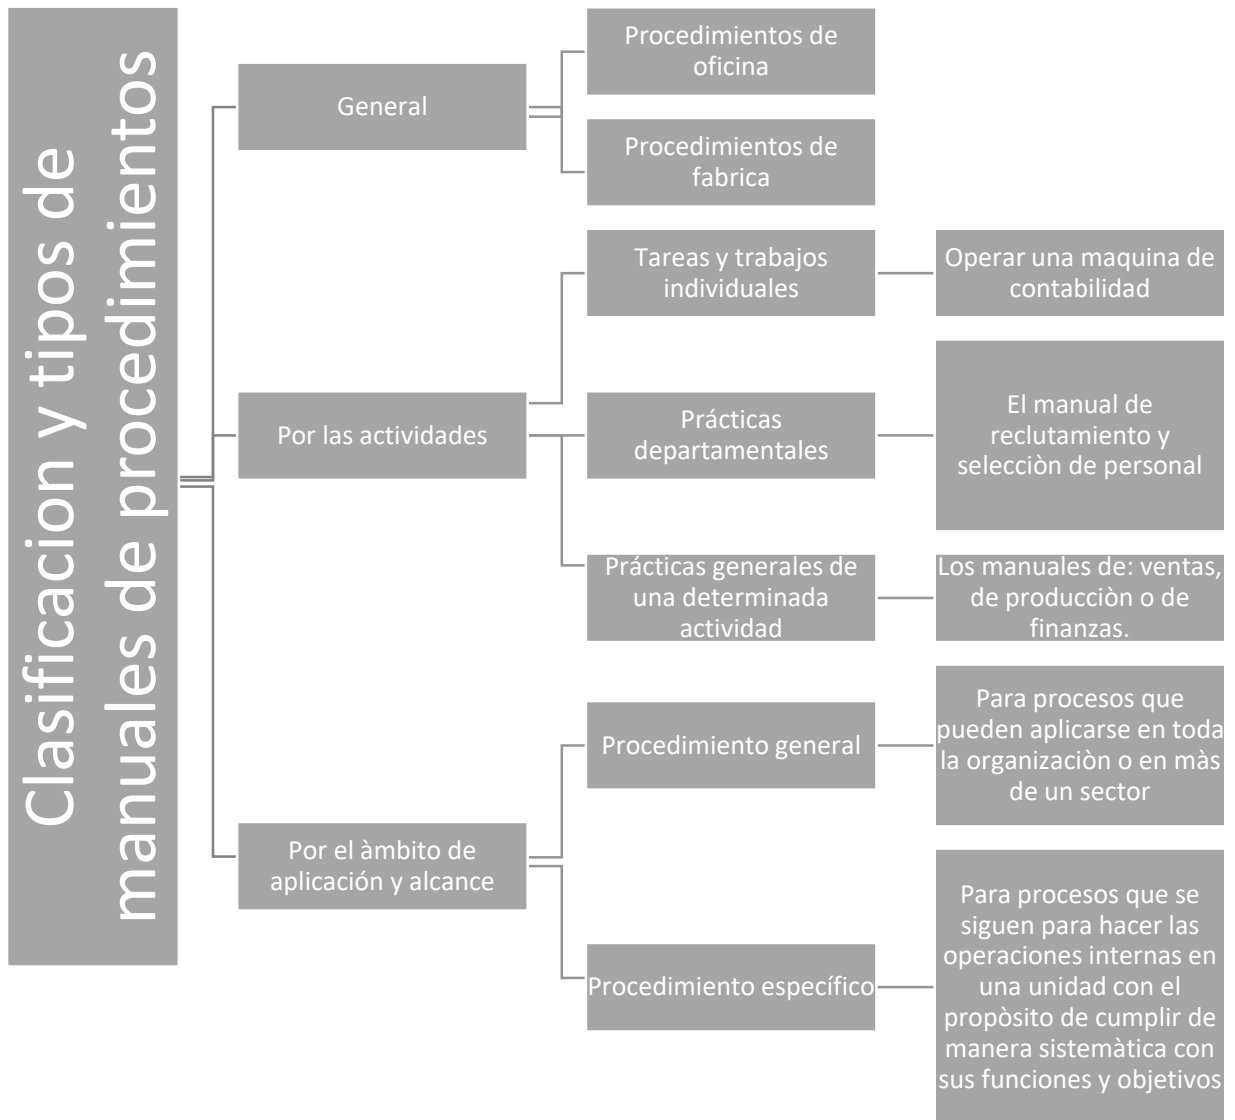 Clasificacion y tipos de
manuales de procedimientos
General
Procedimientos de
oficina
Procedimientos de
fabrica
Por las actividades
Tareas y trabajos
individuales
Operar una maquina de
contabilidad
Prácticas
departamentales
El manual de
reclutamiento y
selecciòn de personal
Prácticas generales de
una determinada
actividad
Los manuales de: ventas,
de producciòn o de
finanzas.
Por el àmbito de
aplicación y alcance
Procedimiento general
Para procesos que
pueden aplicarse en toda
la organizaciòn o en màs
de un sector
Procedimiento específico
Para procesos que se
siguen para hacer las
operaciones internas en
una unidad con el
propòsito de cumplir de
manera sistemàtica con
sus funciones y objetivos